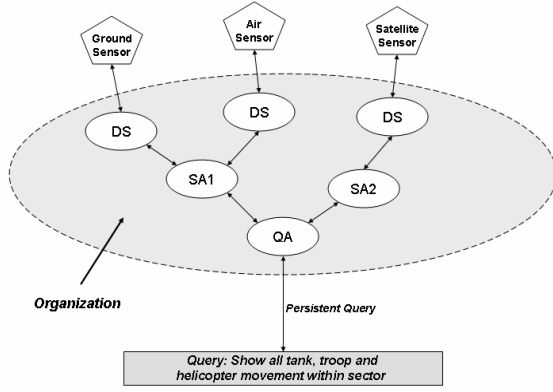 Ground
Sensor
Air
Sensor
Satellite
Sensor
DS
DS
DS
SA1
SA2
QA
Organization
Persistent Query
Query: Show all tank, troop and
helicopter movement within sector